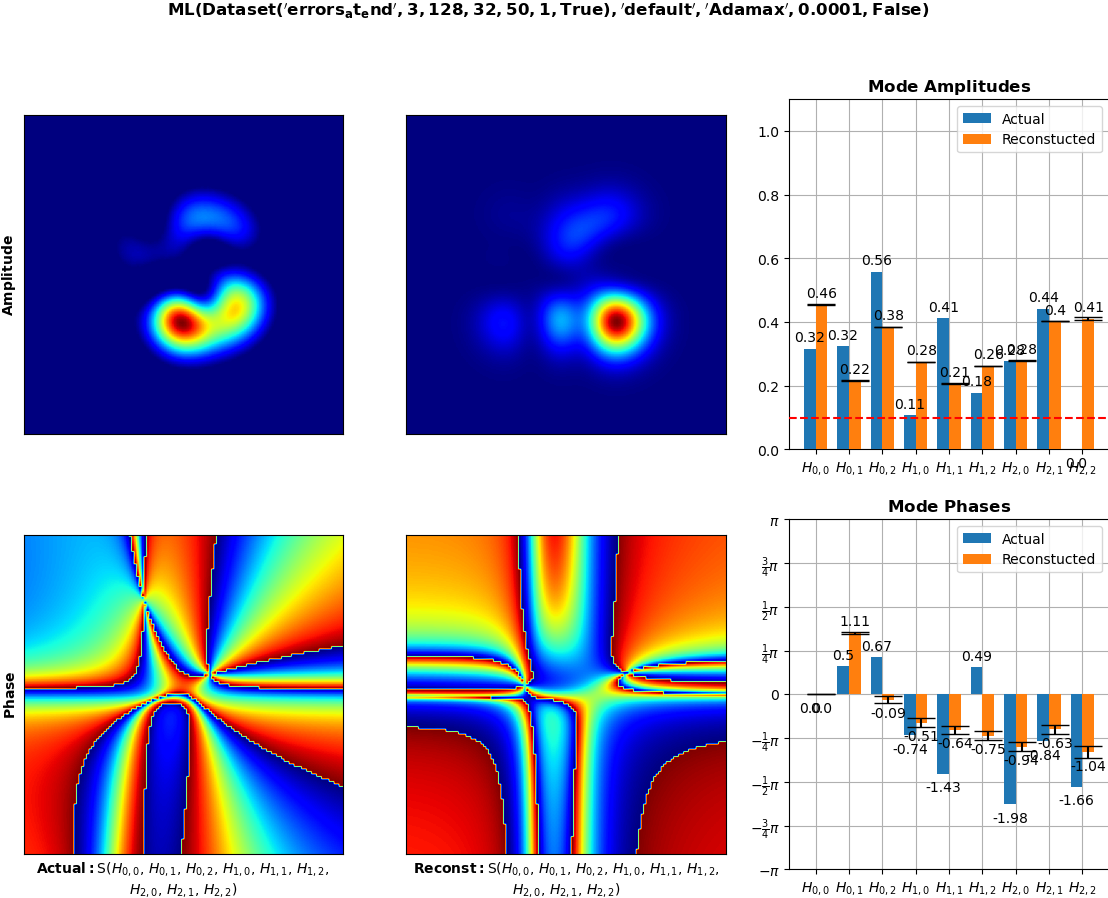 ML(Dataset('errors_at_end', 3, 128, 32, 50, 1, True), 'default', 'Adamax', 0.0001, False)
Amplitude
Mode Amplitudes
Actual
Reconstucted
1.0
0.8
0.6
0.4
0.2
0.0
0.32
0.46
0.32
0.22
0.56
0.38
0.11
0.28
0.41
0.21
0.18
0.26
0.28
0.28
0.44
0.4
0.0
0.41
H0,0 H0,1 H0,2 H1,0 H1,1 H1,2 H2,0 H2,1 H2,2
Phase
Actual: S(H0,0, H0,1, H0,2, H1,0, H1,1, H1,2,
H2,0, H2,1, H2,2)
Reconst: S(H0,0, H0,1, H0,2, H1,0, H1,1, H1,2,
H2,0, H2,1, H2,2)
Mode Phases
Actual
Reconstucted
π
3/4π
1/2π
1/4π
0
−1/4π
−1/2π
−3/4π
−π
0.0
0.0
0.5
1.11
0.67
-0.09
-0.74
-0.51
-1.43
-0.64
0.49
-0.75
-1.98
-0.94
-0.84
-0.63
-1.66
-1.04
H0,0 H0,1 H0,2 H1,0 H1,1 H1,2 H2,0 H2,1 H2,2